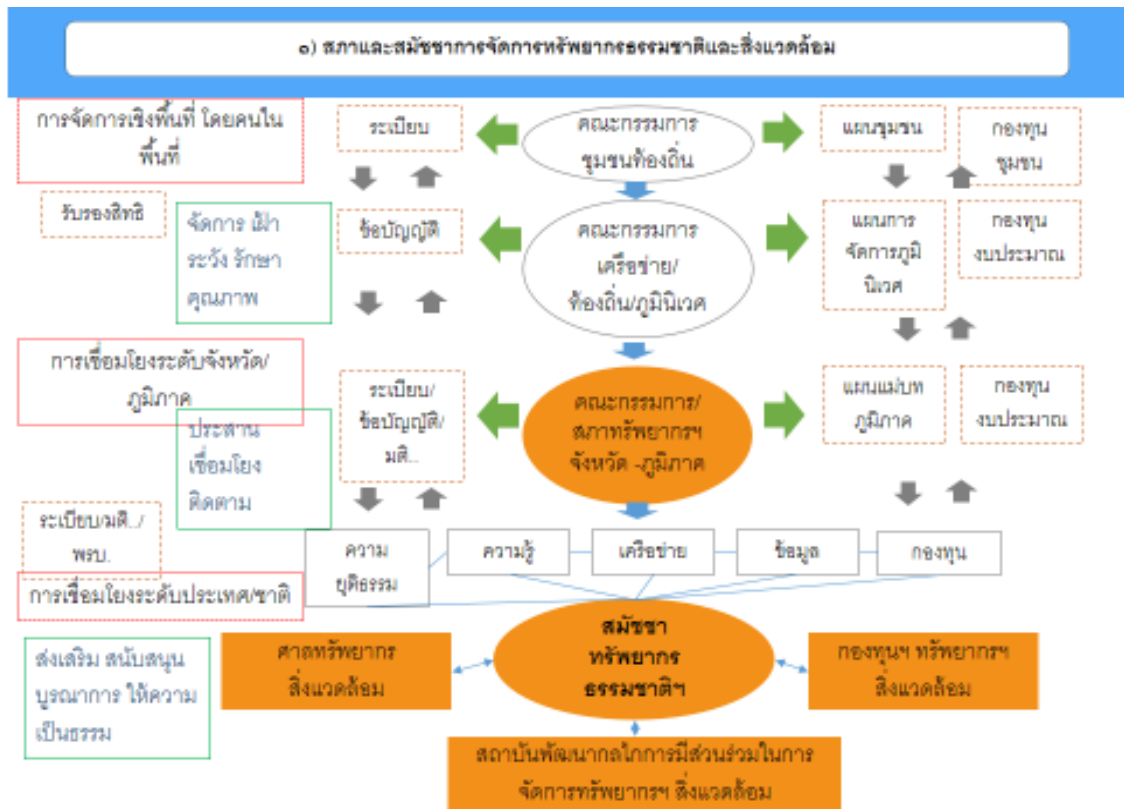 ๑) สภาและสมัชชาการจัดการทรัพยากรธรรมชาติและสิ่งแวดล้อม
การจัดการเชิงพื้นที่ โดยคนใน
พื้นที่
ระเบียบ
คณะกรรมการ
ชุมชนท้องถิ่น
แผนชุมชน
กองทุน
ชุมชน
รับรองสิทธิ
จัดการ เฝ้า
ระวัง รักษา
คุณภาพ
ข้อบัญญัติ
คณะกรรมการ
เครือข่าย/
ท้องถิ่น/ภูมินิเวศ
แผนการ
จัดการภูมิ
นิเวศ
กองทุน
งบประมาณ
การเชื่อมโยงระดับจังหวัด/
ภูมิภาค
ประสาน
เชื่อมโยง
ติดตาม
ระเบียบ/
ข้อบัญญัติ/
มติ..
คณะกรรมการ/
สภาทรัพยากรฯ
จังหวัด -ภูมิภาค
แผนแม่บท
ภูมิภาค
กองทุน
งบประมาณ
ระเบียบ/มติ../
พรบ.
ความ
ยุติธรรม
ความรู้
เครือข่าย
ข้อมูล
กองทุน
การเชื่อมโยงระดับประเทศ/ชาติ
ส่งเสริม สนับสนุน
บูรณาการ ให้ความ
เป็นธรรม
ศาลทรัพยากร
สิ่งแวดล้อม
สมัชชา
ทรัพยากร
ธรรมชาติฯ
กองทุนฯ ทรัพยากรฯ
สิ่งแวดล้อม
สถาบันพัฒนากลไกการมีส่วนร่วมในการ
จัดการทรัพยากรฯ สิ่งแวดล้อม